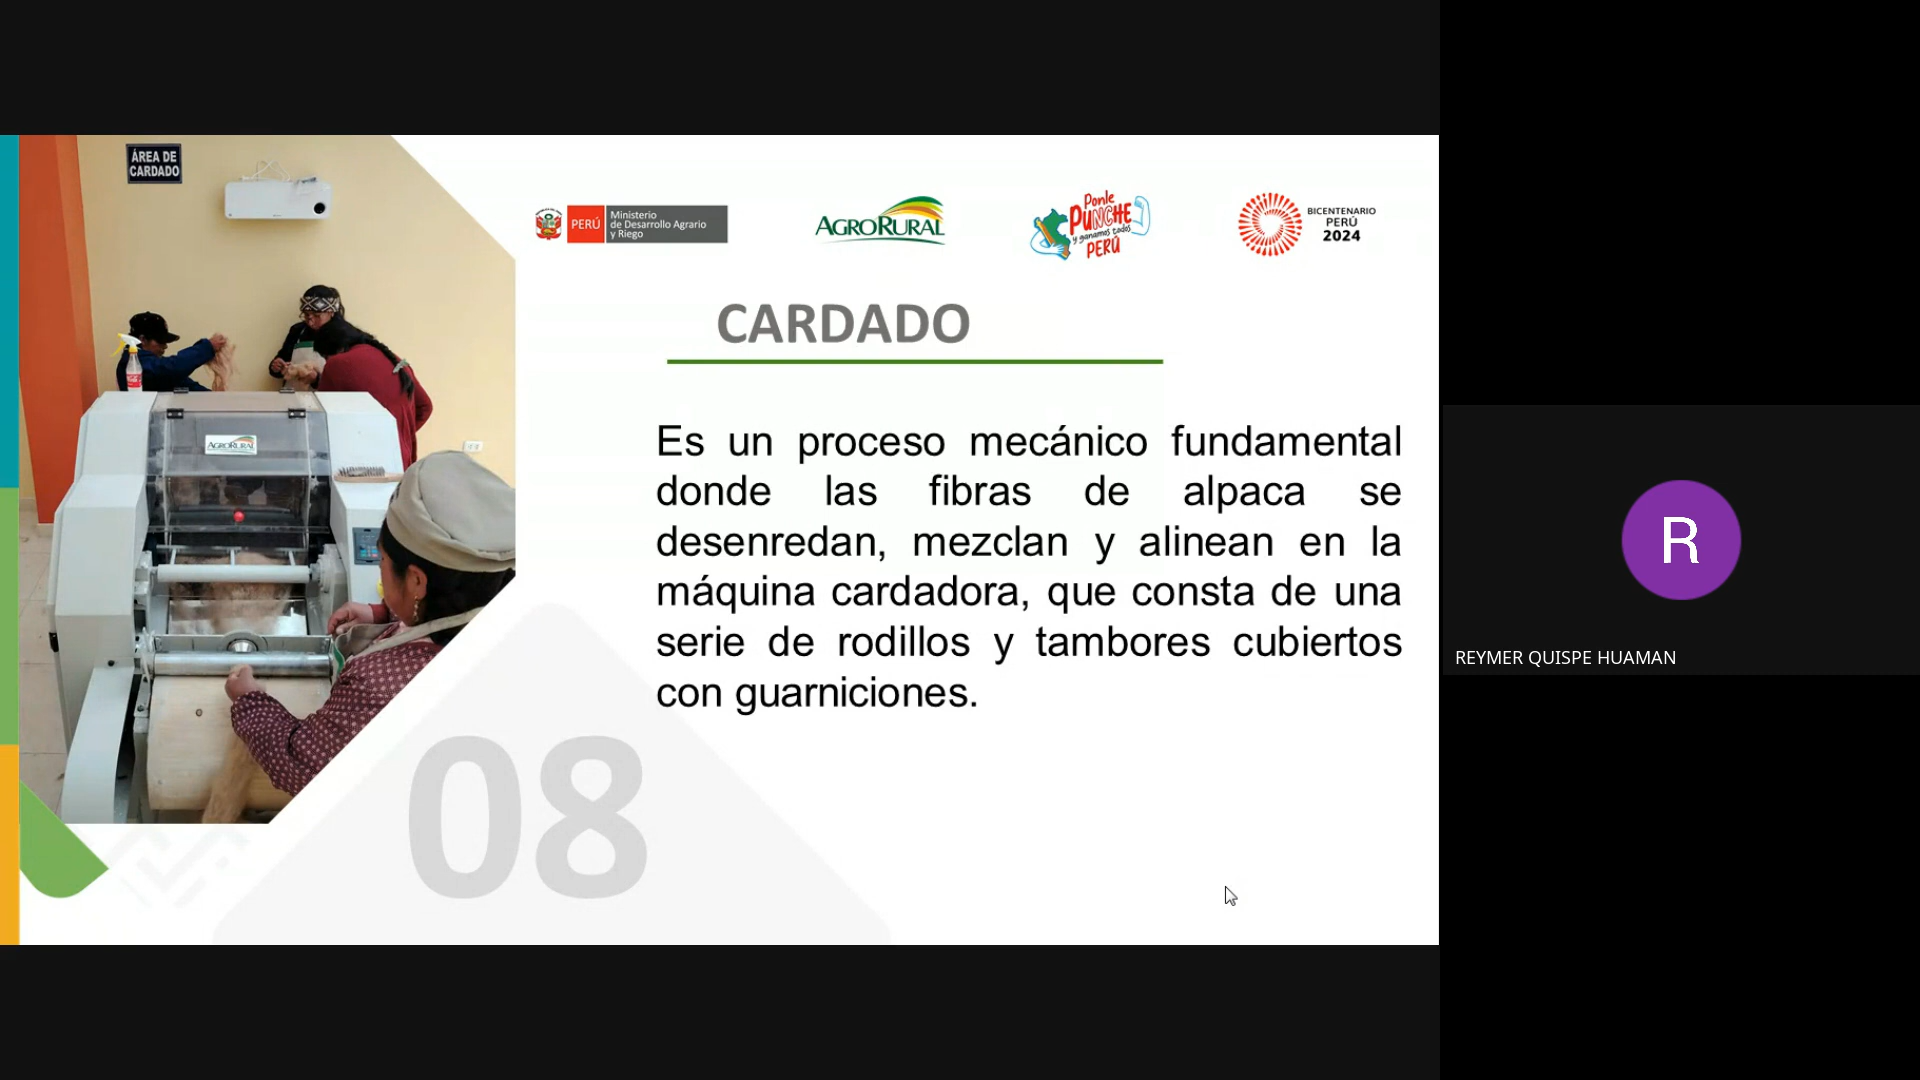 ÁREA DE
CARDADO
PERÚ
Ministerio
de Desarrollo Agrario
y Riego
AGRORURAL
Ponle
PUNCHE
y ganamos todos
PERÚ
BICENTENARIO
PERÚ
2024
CARDADO
AGRORURAL
Es un proceso mecánico fundamental
donde las fibras de alpaca se
desenredan, mezclan y alinean en la
máquina cardadora, que consta de una
serie de rodillos y tambores cubiertos
con guarniciones.
08
R
REYMER QUISPE HUAMAN